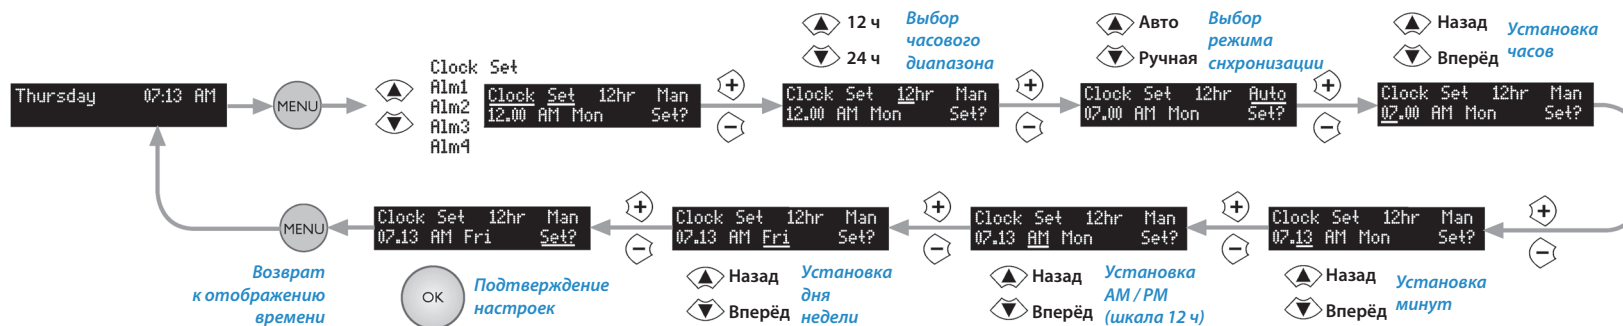 Thursday 07:13 AM
MENU
Clock Set
Alm1
Alm2
Alm3
Alm4
Clock Set 12hr Man
12.00 AM Mon Set?
+
−
12 ч
24 ч
Выбор
часового
диапазона
Clock Set 12hr Man
12.00 AM Mon Set?
+
−
Авто
Ручная
Выбор
режима
снхронизации
Clock Set 12hr Auto
07.00 AM Mon Set?
+
−
Назад
Вперёд
Установка
часов
Clock Set 12hr Man
07.00 AM Mon Set?
+
−
Clock Set 12hr Man
07.13 AM Mon Set?
Назад
Вперёд
Установка
минут
+
−
Clock Set 12hr Man
07.13 AM Mon Set?
Назад
Вперёд
Установка
AM / PM
(шкала 12 ч)
+
−
Clock Set 12hr Man
07.13 AM Fri Set?
Назад
Вперёд
Установка
дня
недели
+
−
Clock Set 12hr Man
07.13 AM Fri Set?
OK
Подтверждение
настроек
MENU
Возврат
к отображению
времени